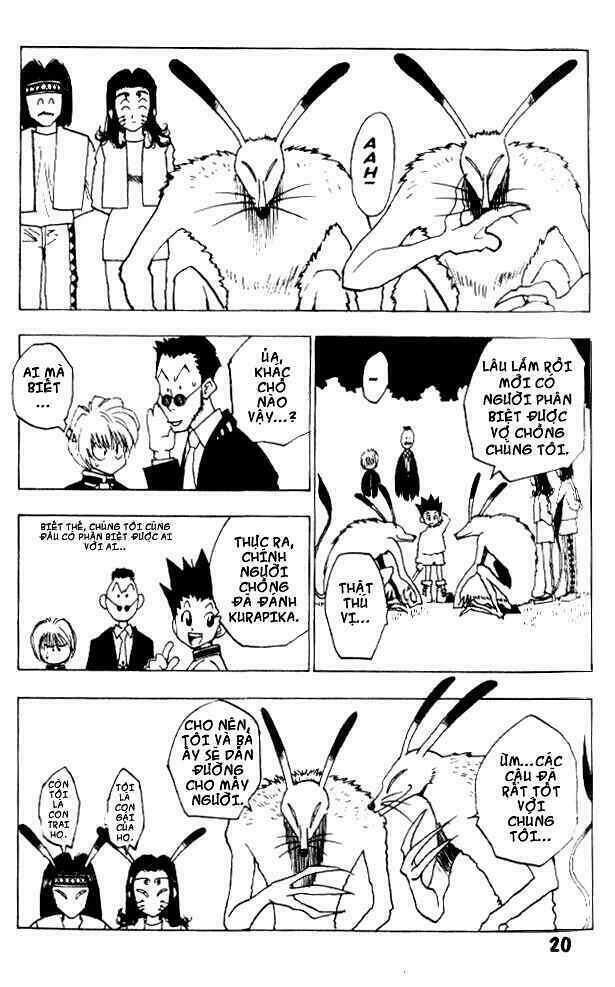 AAH-
LÂU LẮM RỒI
MỚI CÓ
NGƯỜI PHÂN
BIỆT ĐƯỢC
VỢ CHỒNG
CHÚNG TÔI.
THẬT
THÚ
VỊ...
ỦA,
KHÁC
CHỖ
NÀO
VẬY...?
AI MÀ
BIẾT
...
THỰC RA,
CHÍNH
NGƯỜI
CHỒNG
ĐÃ ĐÁNH
KURAPIKA.
BIẾT THẾ, CHÚNG TÔI CŨNG
ĐÂU CÓ PHÂN BIỆT ĐƯỢC AI
VỚI AI...
ỪM...CÁC
CẬU ĐÃ
RẤT TỐT
VỚI
CHÚNG
TÔI...
CHO NÊN,
TÔI VÀ BÀ
ẤY SẼ DẪN
ĐƯỜNG
CHO MẤY
NGƯỜI.
TÔI
LÀ
CON
GÁI
CỦA
HỌ.
CÒN
TÔI
LÀ
CON
TRAI
HỌ.
20